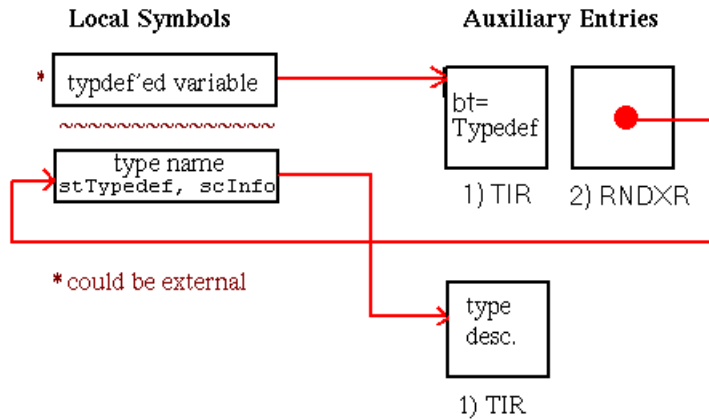 Local Symbols
Auxiliary Entries
* typdef'ed variable
bt=
Typedef
~~~~~~~~~~~~~~~
type name
stTypedef, scInfo
1) TIR
2) RNDXR
* could be external
type
desc.
1) TIR